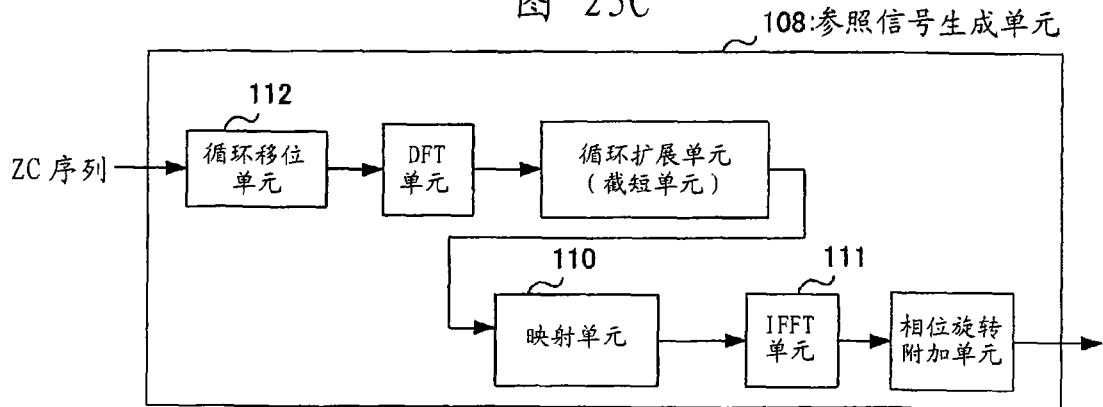 图 25C
108:参照信号生成单元
112
ZC 序列
循环移位
单元
DFT
单元
循环扩展单元
(截短单元)
110
映射单元
111
IFFT
单元
相位旋转
附加单元